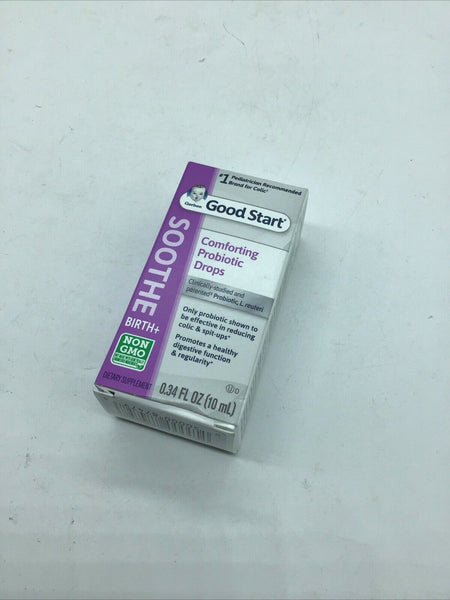 #1 Pediatrician Recommended
Brand for Colic*
Gerber
Good Start®
SOOTHE
BIRTH+
Comforting
Probiotic
Drops
Clinically-studied and
patented† Probiotic, L. reuteri
Only probiotic shown to
be effective in reducing
colic & spit-ups*
Promotes a healthy
digestive function
& regularity*
NON
GMO
DIETARY SUPPLEMENT
0.34 FL OZ (10 mL)
U D